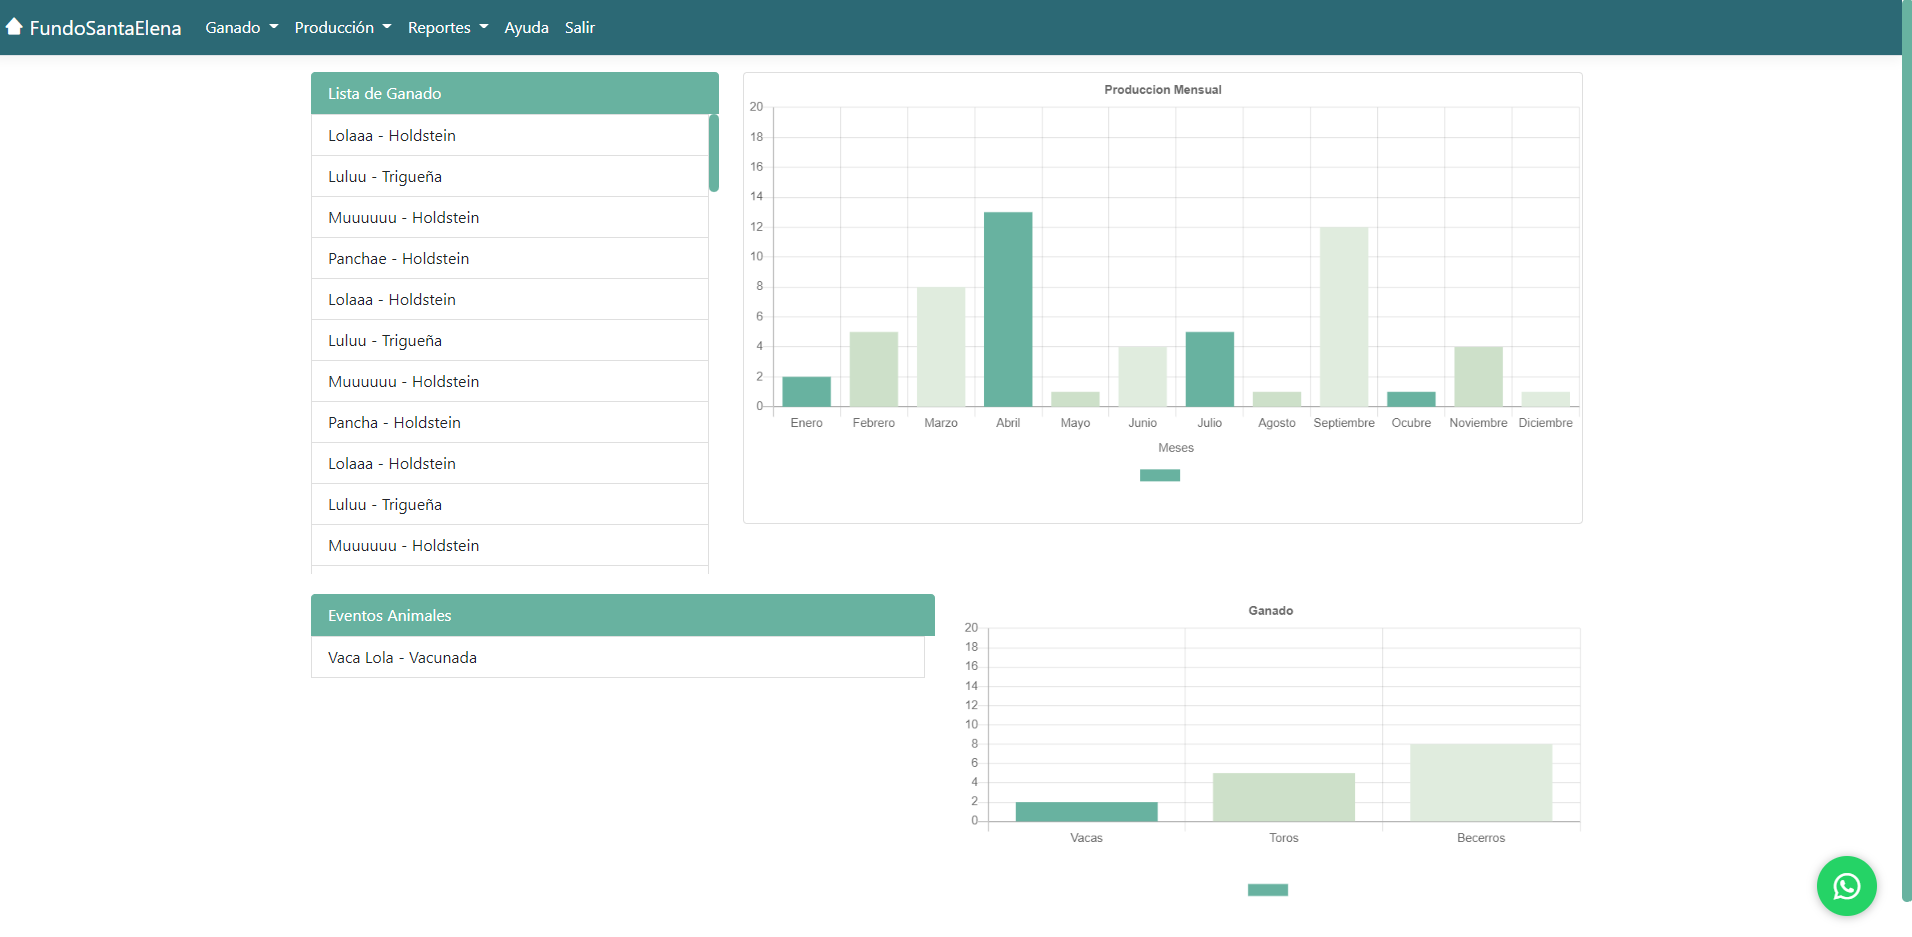 FundoSantaElena Ganado Producción Reportes Ayuda Salir
Lista de Ganado
Lolaaa - Holdstein
Luluu - Trigueña
Muuuuuu - Holdstein
Panchae - Holdstein
Lolaaa - Holdstein
Luluu - Trigueña
Muuuuuu - Holdstein
Pancha - Holdstein
Lolaaa - Holdstein
Luluu - Trigueña
Muuuuuu - Holdstein
Produccion Mensual
20
18
16
14
12
10
8
6
4
2
0
Enero Febrero Marzo Abril Mayo Junio Julio Agosto Septiembre Ocubre Noviembre Diciembre
Meses
Eventos Animales
Vaca Lola - Vacunada
Ganado
20
18
16
14
12
10
8
6
4
2
0
Vacas Toros Becerros